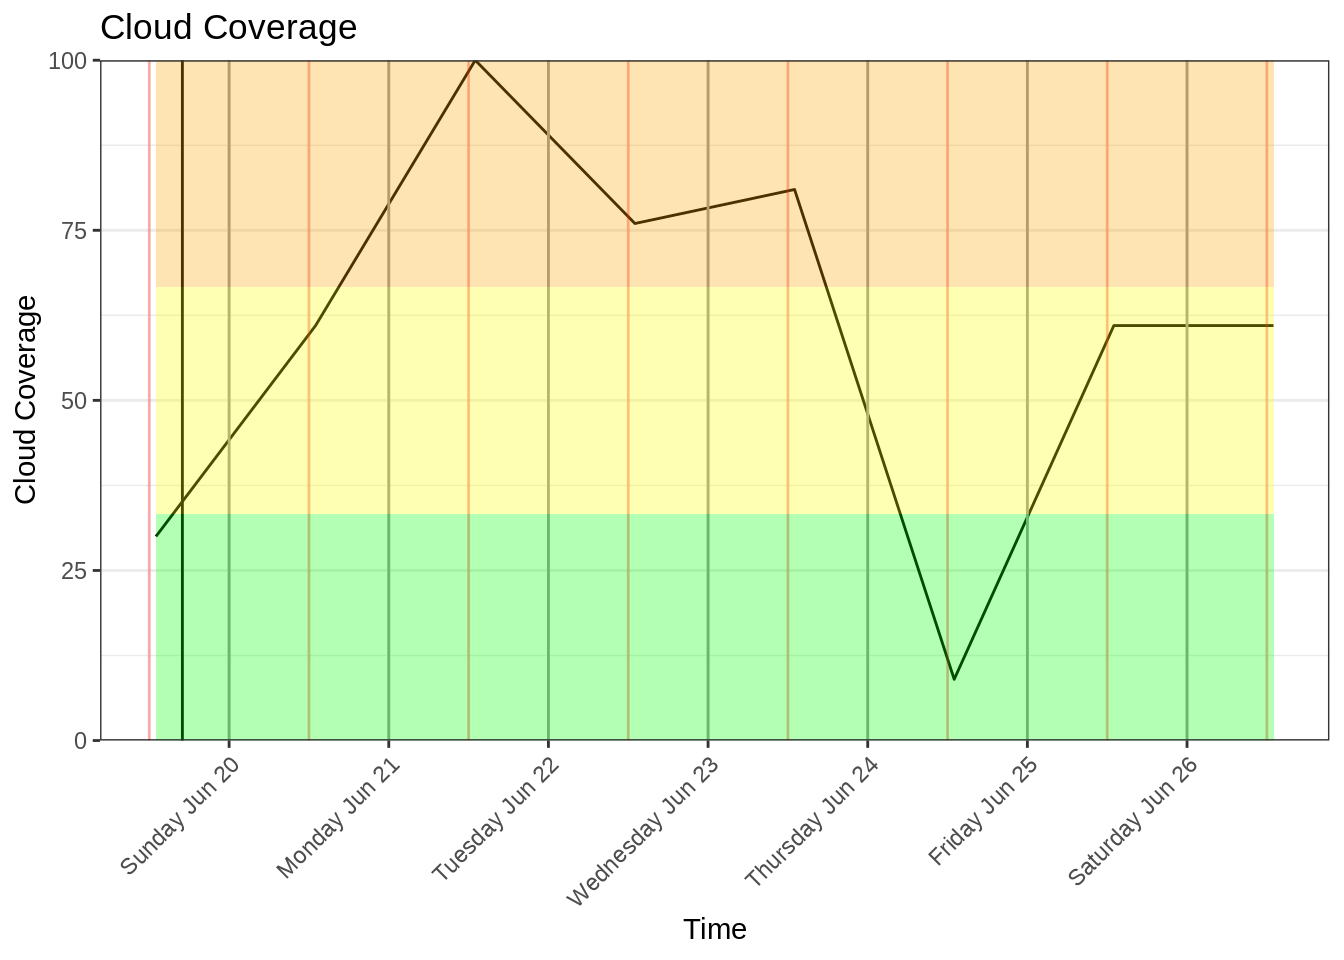 Cloud Coverage
100
75
50
25
0
Cloud Coverage
Sunday Jun 20
Monday Jun 21
Tuesday Jun 22
Wednesday Jun 23
Thursday Jun 24
Friday Jun 25
Saturday Jun 26
Time